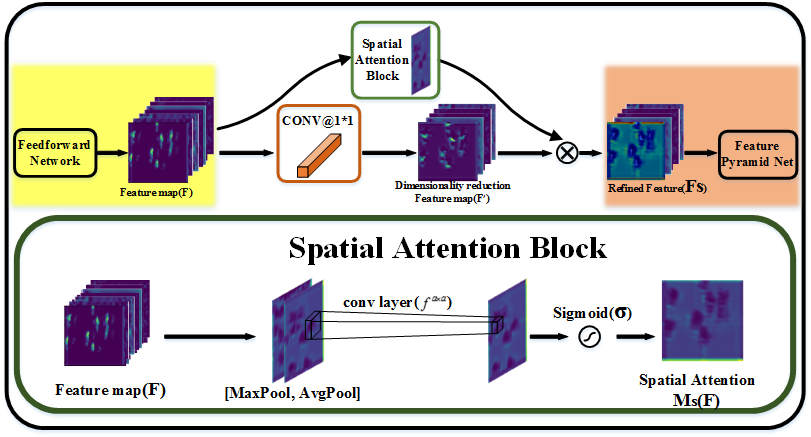 Spatial
Attention
Block
CONV@1*1
Feedforward
Network
Feature map(F)
Dimensionality reduction
Feature map(F')
Refined Feature(Fs)
Feature
Pyramid Net
Spatial Attention Block
Feature map(F)
[MaxPool, AvgPool]
conv layer(f^{a×a})
Sigmoid(σ)
Spatial Attention
Ms(F)